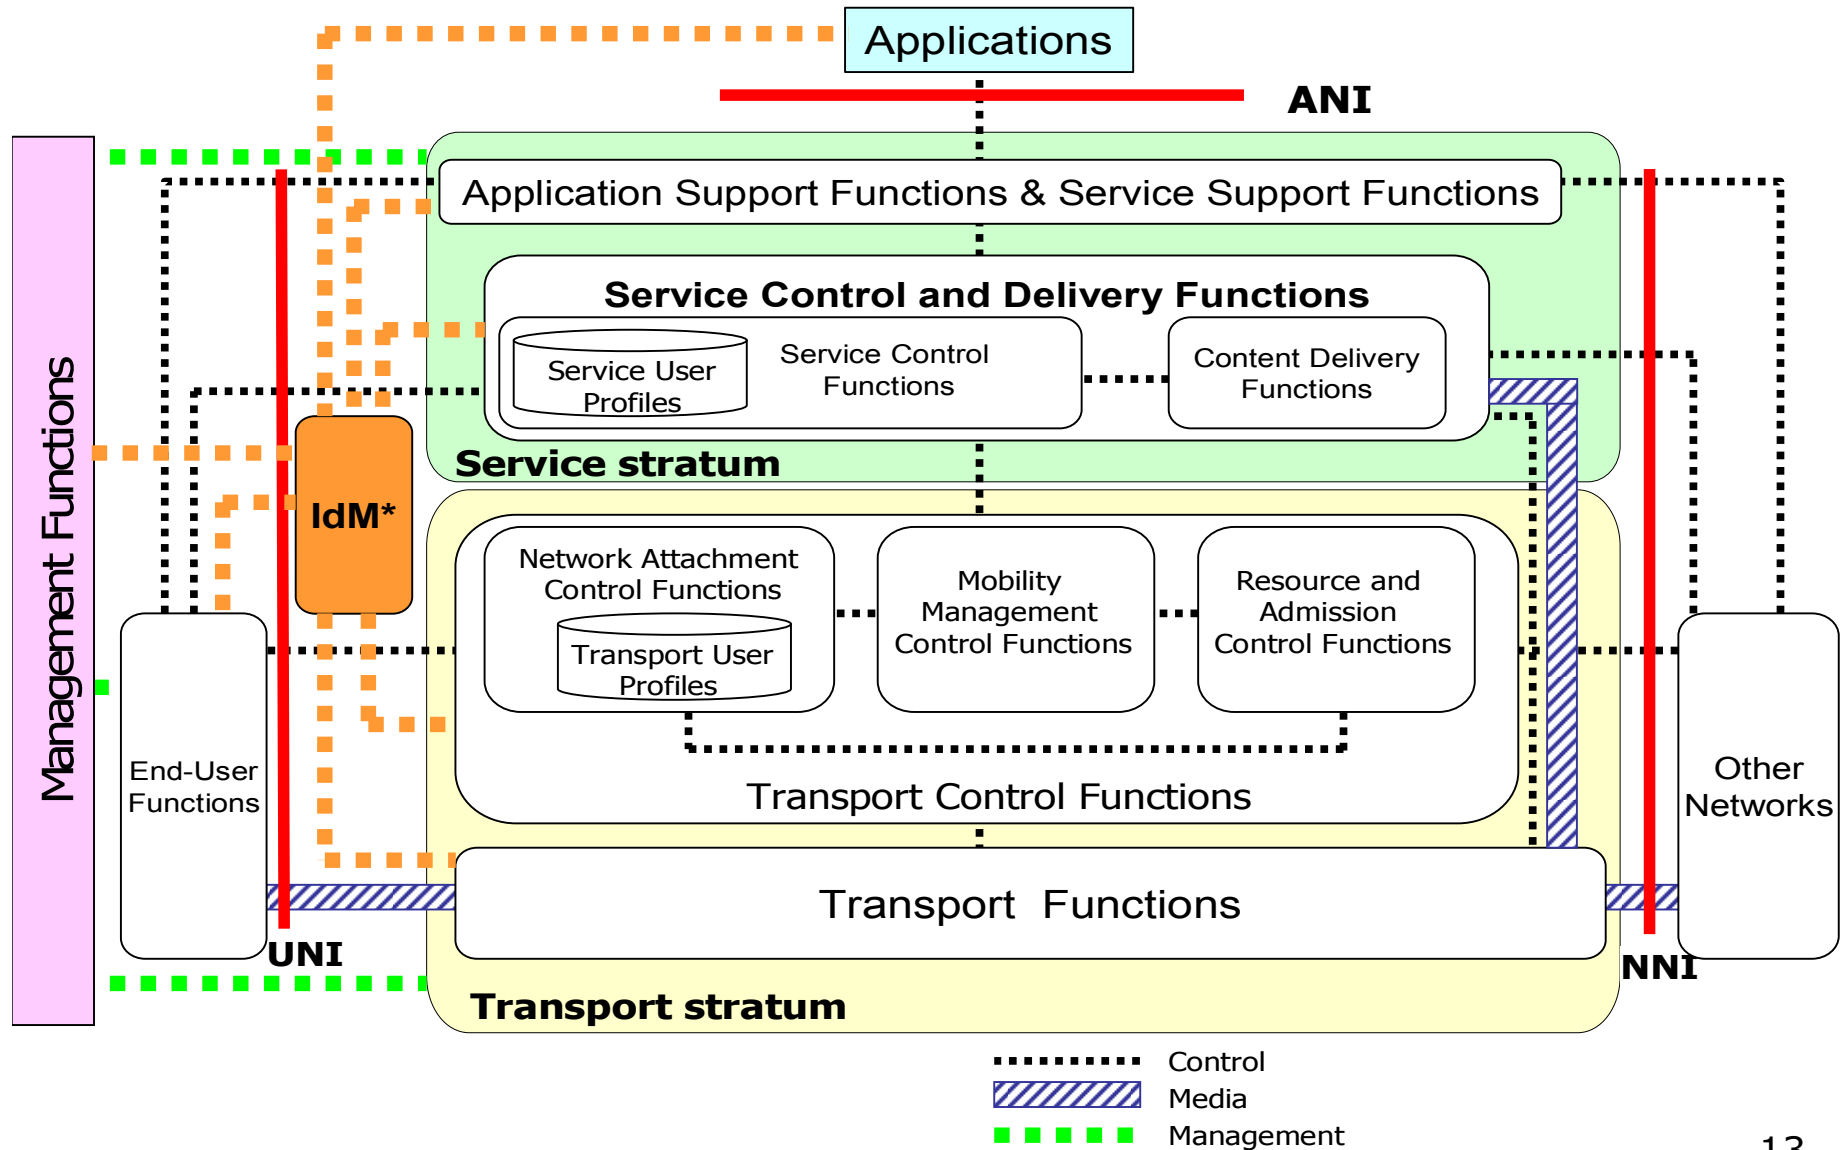 Applications
ANI
Application Support Functions & Service Support Functions
Service Control and Delivery Functions
Service User
Profiles
Service Control
Functions
Content Delivery
Functions
Service stratum
Management Functions
IdM*
Network Attachment
Control Functions
Transport User
Profiles
Mobility
Management
Control Functions
Resource and
Admission
Control Functions
Transport Control Functions
End-User
Functions
Other
Networks
Transport Functions
UNI
NNI
Transport stratum
Control
Media
Management
13